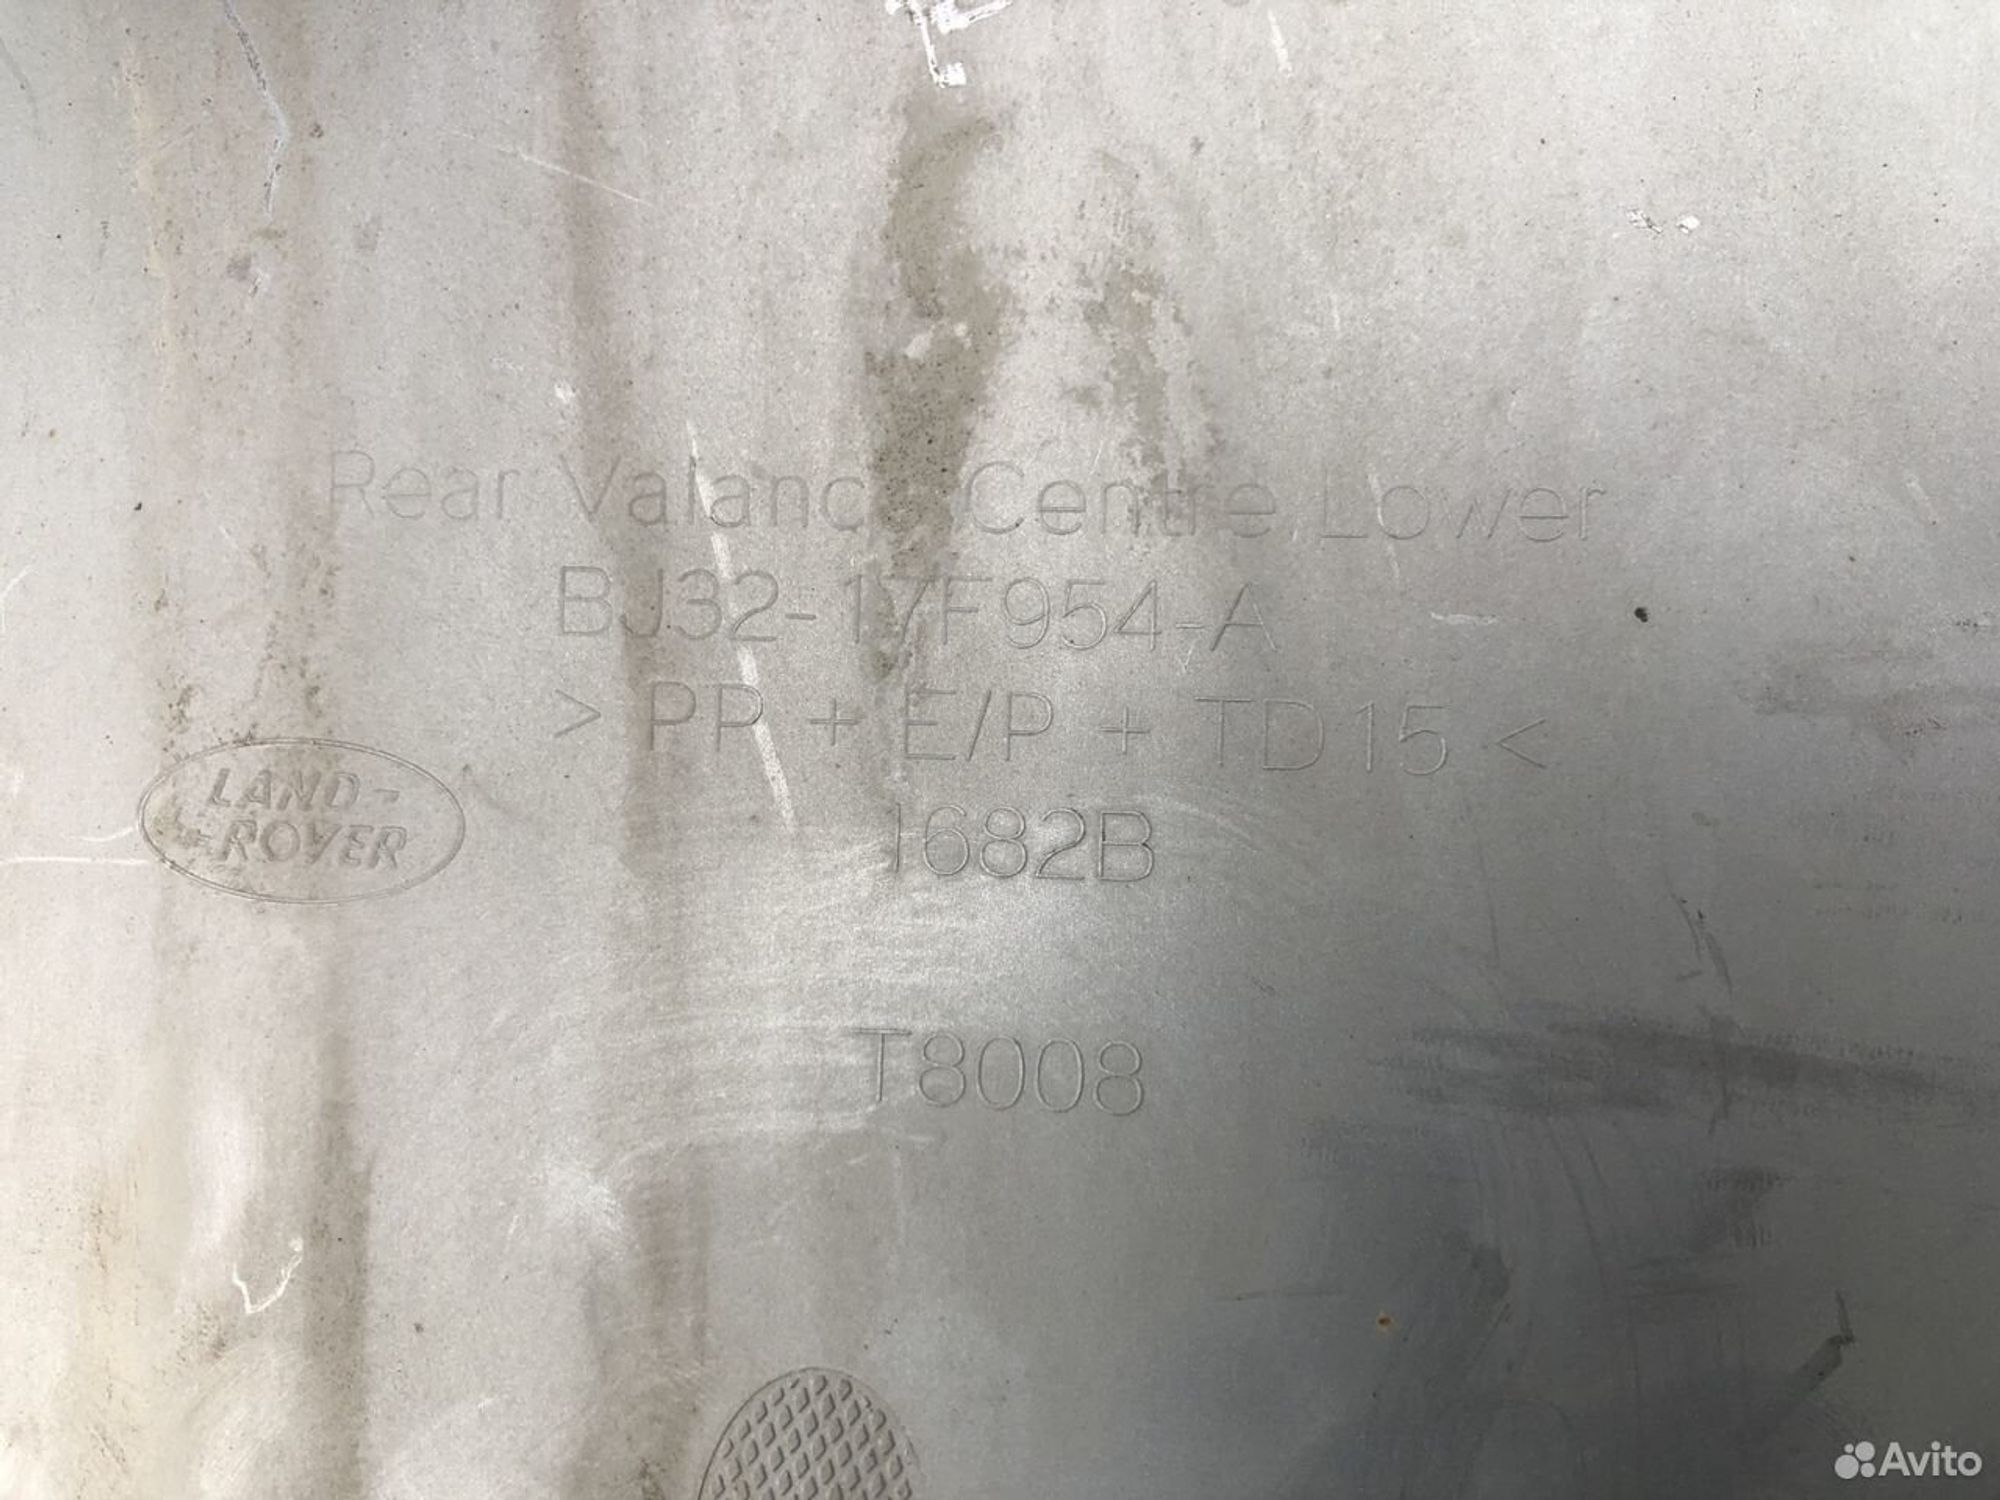 Rear Valance Centre Lower
BJ32-17F954-A
> PP + E/P + TD15 <
LAND-
-ROVER
1682B
T8008
Avito